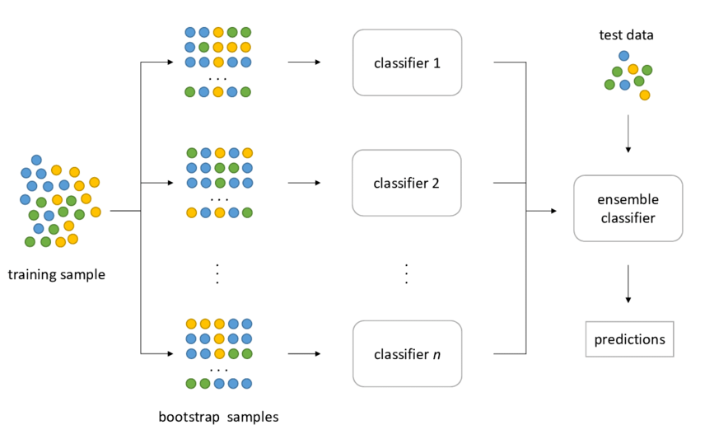 test data
classifier 1
classifier 2
ensemble
classifier
training sample
classifier n
predictions
bootstrap samples